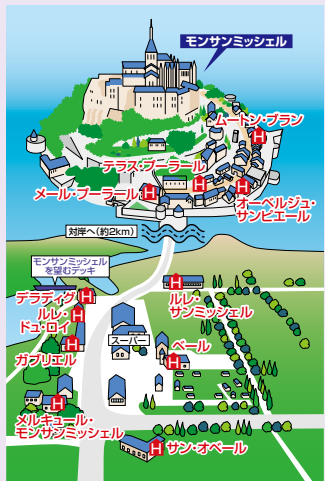 モンサンミッシェル
ムートン・ブラン
H
テラス・プーラール
H
メール・プーラール H
H
オーベルジュ・
サンピエール
対岸へ(約2km)
モンサンミッシェル
を望むデッキ
デラディグ H
ルレ・
ドュ・ロイ
H
H
ルレ・
サンミッシェル
スーパー
ベール
H
ガブリエル
H
H
メルキュール・
モンサンミッシェル
H サン・オベール